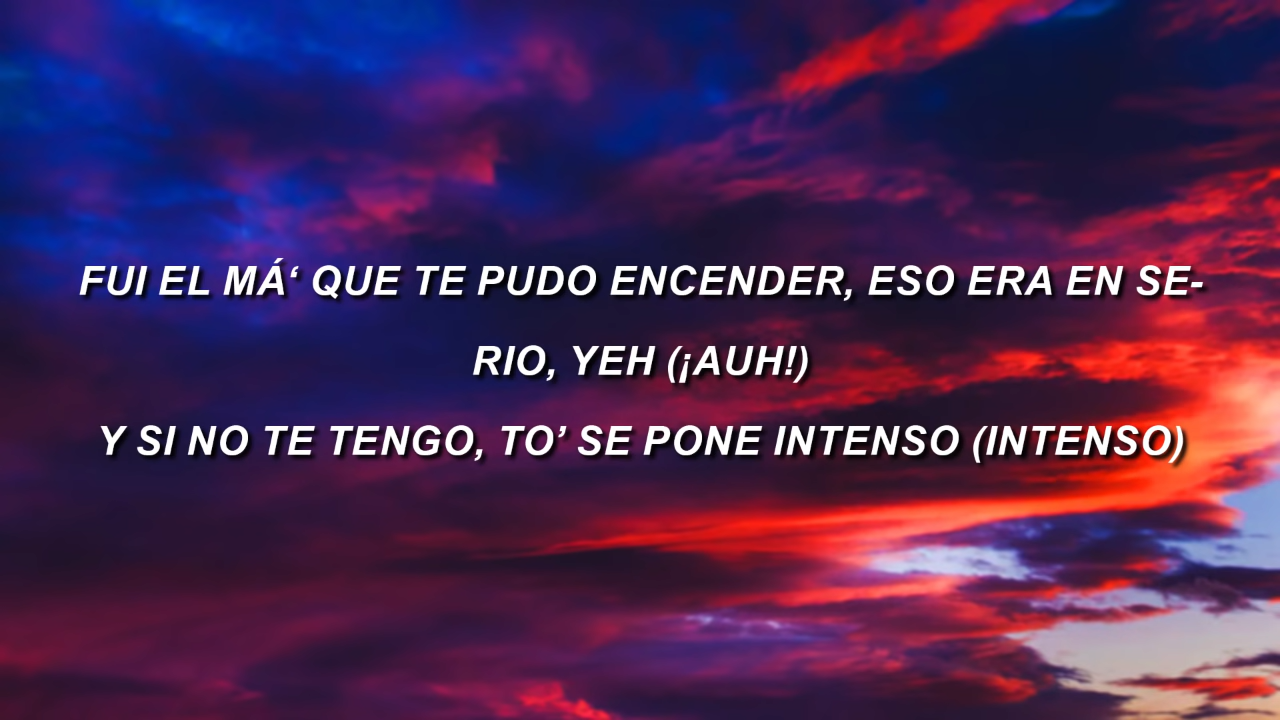 FUI EL MÁ‘ QUE TE PUDO ENCENDER, ESO ERA EN SE-
RIO, YEH (¡AUH!)
Y SI NO TE TENGO, TO’ SE PONE INTENSO (INTENSO)